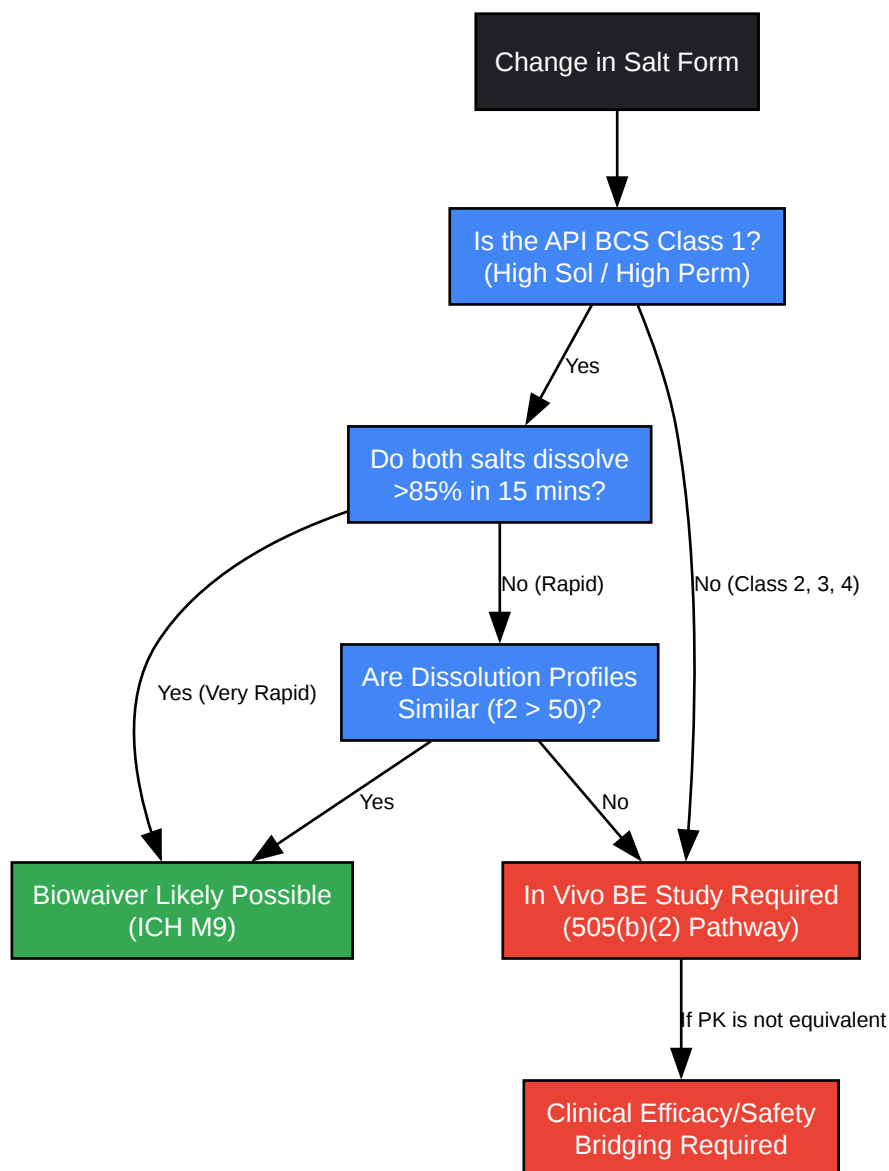 Change in Salt Form
Is the API BCS Class 1?
(High Sol / High Perm)
Yes
Do both salts dissolve
>85% in 15 mins?
No (Rapid)
No (Class 2, 3, 4)
Are Dissolution Profiles
Similar (f2 > 50)?
Yes (Very Rapid)
Yes
No
Biowaiver Likely Possible
(ICH M9)
In Vivo BE Study Required
(505(b)(2) Pathway)
If PK is not equivalent
Clinical Efficacy/Safety
Bridging Required